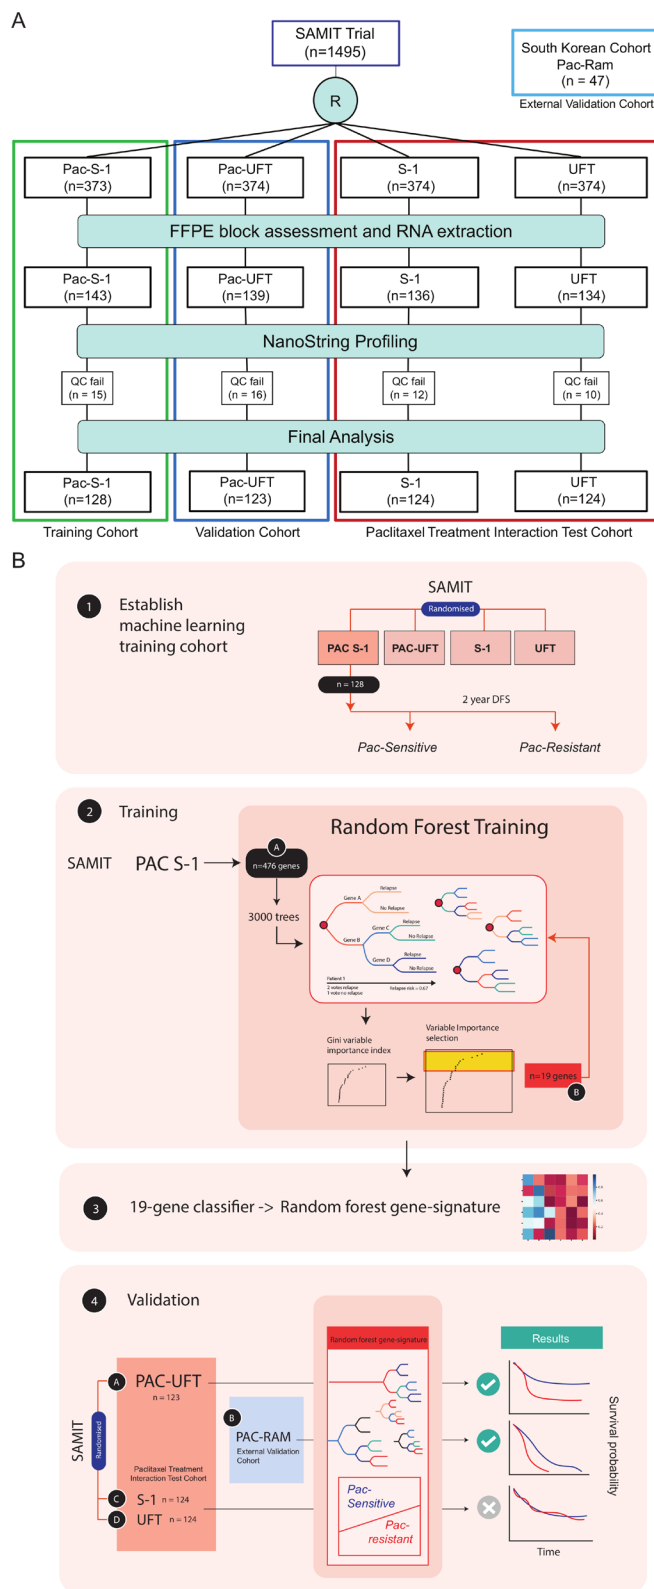 A
SAMIT Trial
(n=1495)
South Korean Cohort
Pac-Ram
(n = 47)
External Validation Cohort
R
Pac-S-1
(n=373)
Pac-UFT
(n=374)
S-1
(n=374)
UFT
(n=374)
FFPE block assessment and RNA extraction
Pac-S-1
(n=143)
Pac-UFT
(n=139)
S-1
(n=136)
UFT
(n=134)
NanoString Profiling
QC fail
(n = 15)
QC fail
(n = 16)
QC fail
(n = 12)
QC fail
(n = 10)
Final Analysis
Pac-S-1
(n=128)
Pac-UFT
(n=123)
S-1
(n=124)
UFT
(n=124)
Training Cohort
Validation Cohort
Paclitaxel Treatment Interaction Test Cohort
B
1
Establish
machine learning
training cohort
SAMIT
Randomised
PAC S-1
PAC-UFT
S-1
UFT
n = 128
2 year DFS
Pac-Sensitive
Pac-Resistant
2
Training
Random Forest Training
SAMIT
PAC S-1
A
n=476 genes
3000 trees
Gene A
Relapse
No Relapse
Gene B
Gene C
Relapse
No Relapse
Gene D
Relapse
No Relapse
Patient 1
2 votes relapse
1 vote no relapse
Relapse risk = 0.67
Gini variable
importance index
Variable Importance
selection
n=19 genes
B
3
19-gene classifier -> Random forest gene-signature
4
Validation
Random forest gene-signature
Results
A
PAC-UFT
n = 123
SAMIT
Randomised
B
PAC-RAM
External Validation
Cohort
Paclitaxel Treatment
Interaction Test Cohort
C
S-1 n = 124
D
UFT n = 124
Pac-
Sensitive
Pac-
resistant
Survival probability
Time